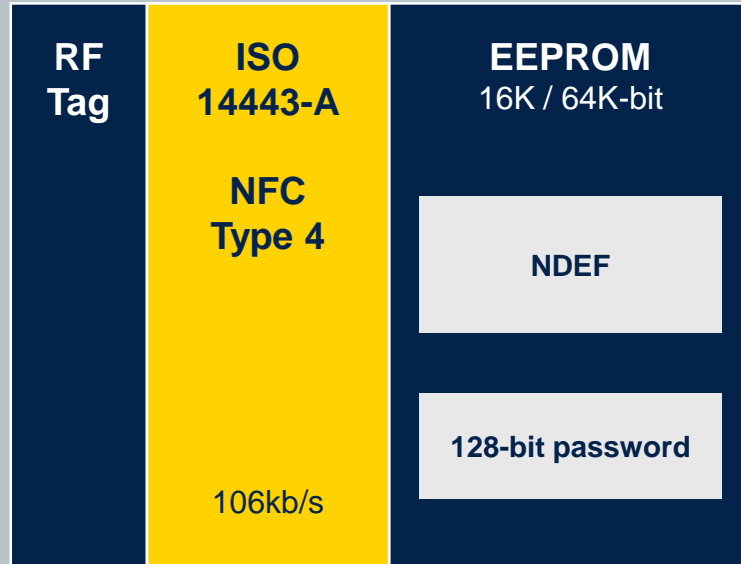 RF
Tag
ISO
14443-A
NFC
Type 4
106kb/s
EEPROM
16K / 64K-bit
NDEF
128-bit password